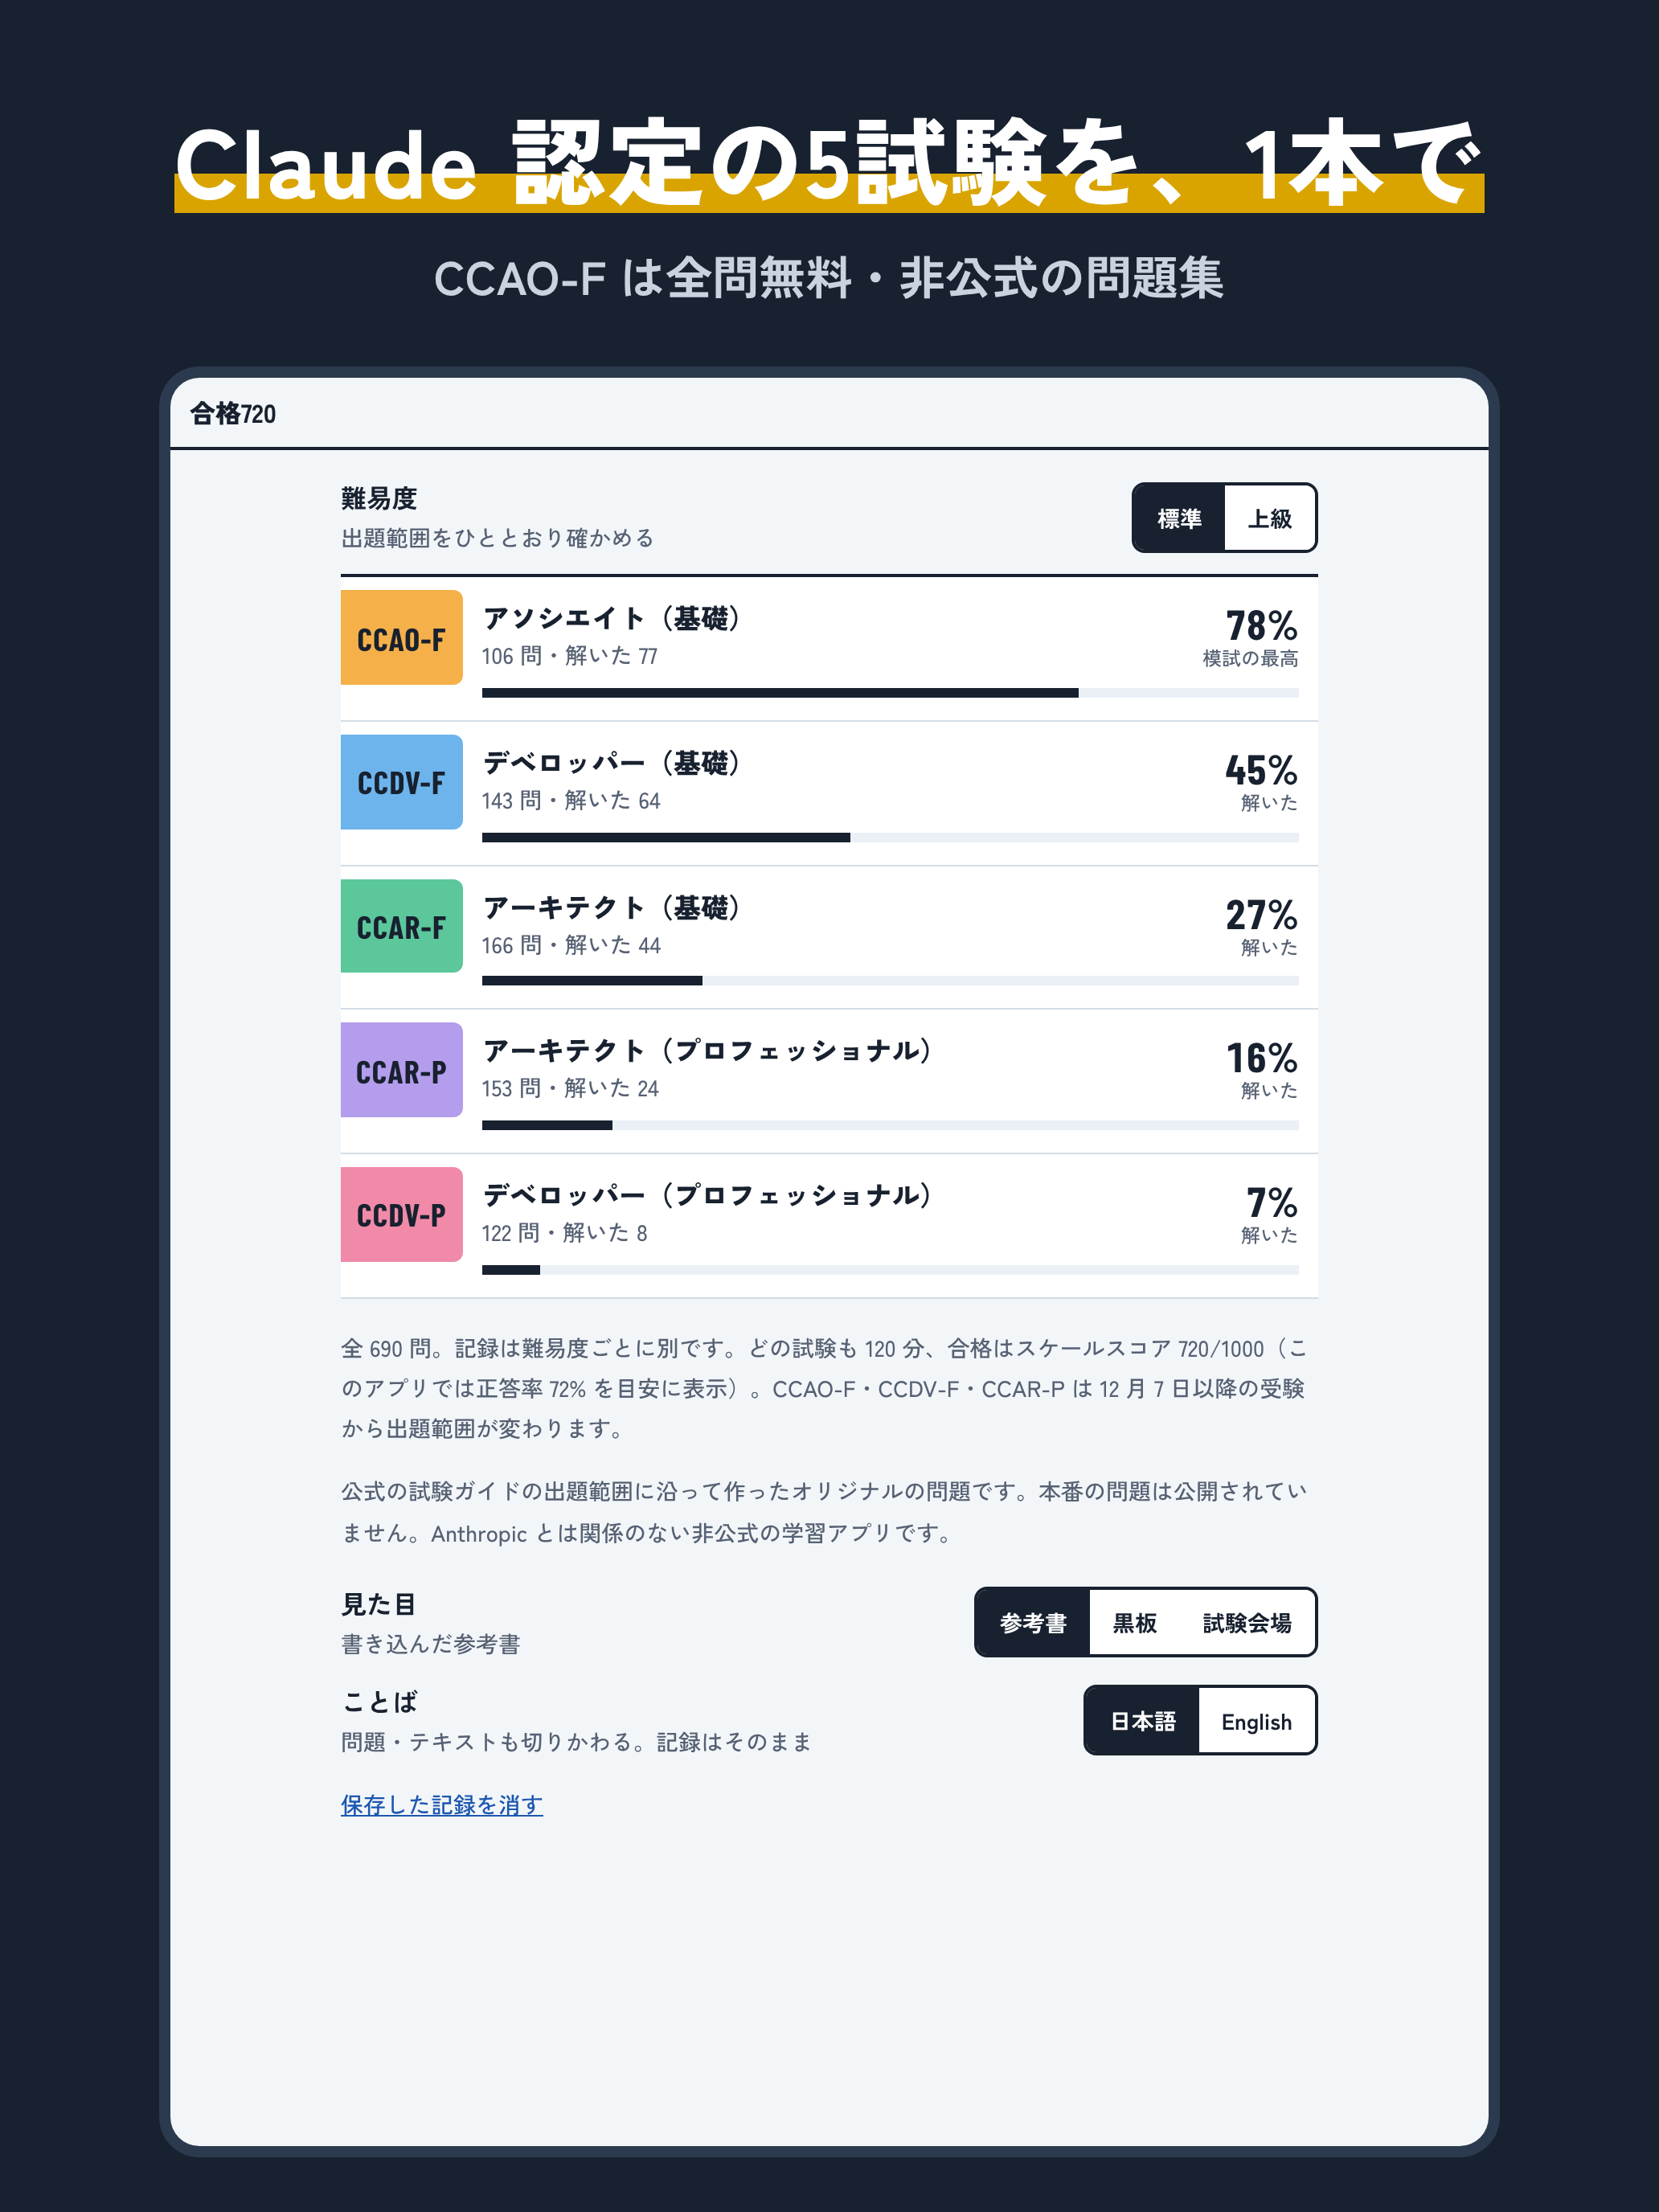 Claude 認定の5試験を、1本で
CCAO-F は全問無料・非公式の問題集
合格720
難易度
出題範囲をひととおり確かめる
標準 上級
CCAO-F
アソシエイト（基礎）
106 問・解いた 77
78%
模試の最高
CCDV-F
デベロッパー（基礎）
143 問・解いた 64
45%
解いた
CCAR-F
アーキテクト（基礎）
166 問・解いた 44
27%
解いた
CCAR-P
アーキテクト（プロフェッショナル）
153 問・解いた 24
16%
解いた
CCDV-P
デベロッパー（プロフェッショナル）
122 問・解いた 8
7%
解いた
全 690 問。記録は難易度ごとに別です。どの試験も 120 分、合格はスケールスコア 720/1000（こ
のアプリでは正答率 72% を目安に表示）。CCAO-F・CCDV-F・CCAR-P は 12 月 7 日以降の受験
から出題範囲が変わります。
公式の試験ガイドの出題範囲に沿って作ったオリジナルの問題です。本番の問題は公開されてい
ません。Anthropic とは関係のない非公式の学習アプリです。
見た目
書き込んだ参考書
参考書 黒板 試験会場
ことば
問題・テキストも切りかわる。記録はそのまま
日本語 English
保存した記録を消す